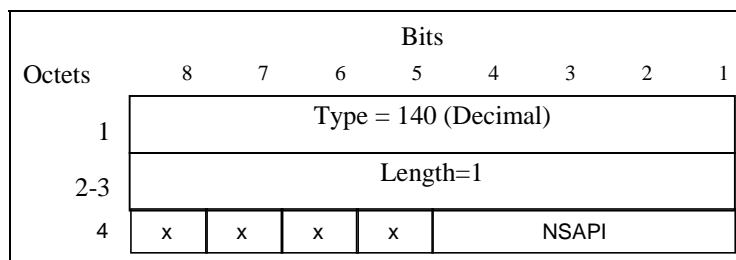 Bits
Octets 8 7 6 5 4 3 2 1
1 Type = 140 (Decimal)
2-3 Length=1
4 x x x x NSAPI